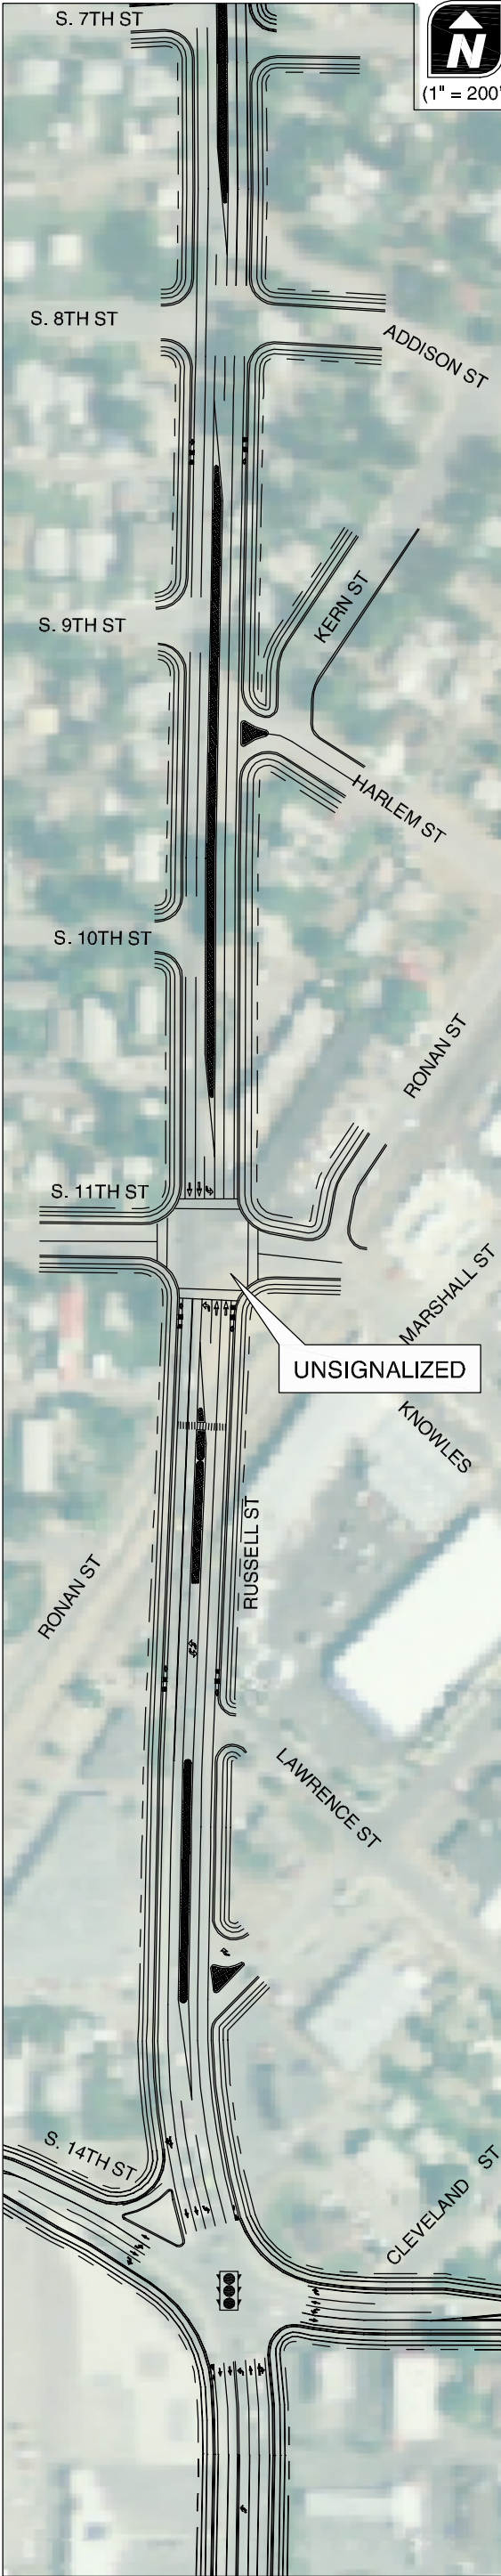 S. 7TH ST
N
(1" = 200'
S. 8TH ST
ADDISON ST
KERN ST
S. 9TH ST
HARLEM ST
S. 10TH ST
RONAN ST
S. 11TH ST
MARSHALL ST
UNSIGNALIZED
KNOWLES
RUSSELL ST
RONAN ST
LAWRENCE ST
S. 14TH ST
CLEVELAND ST